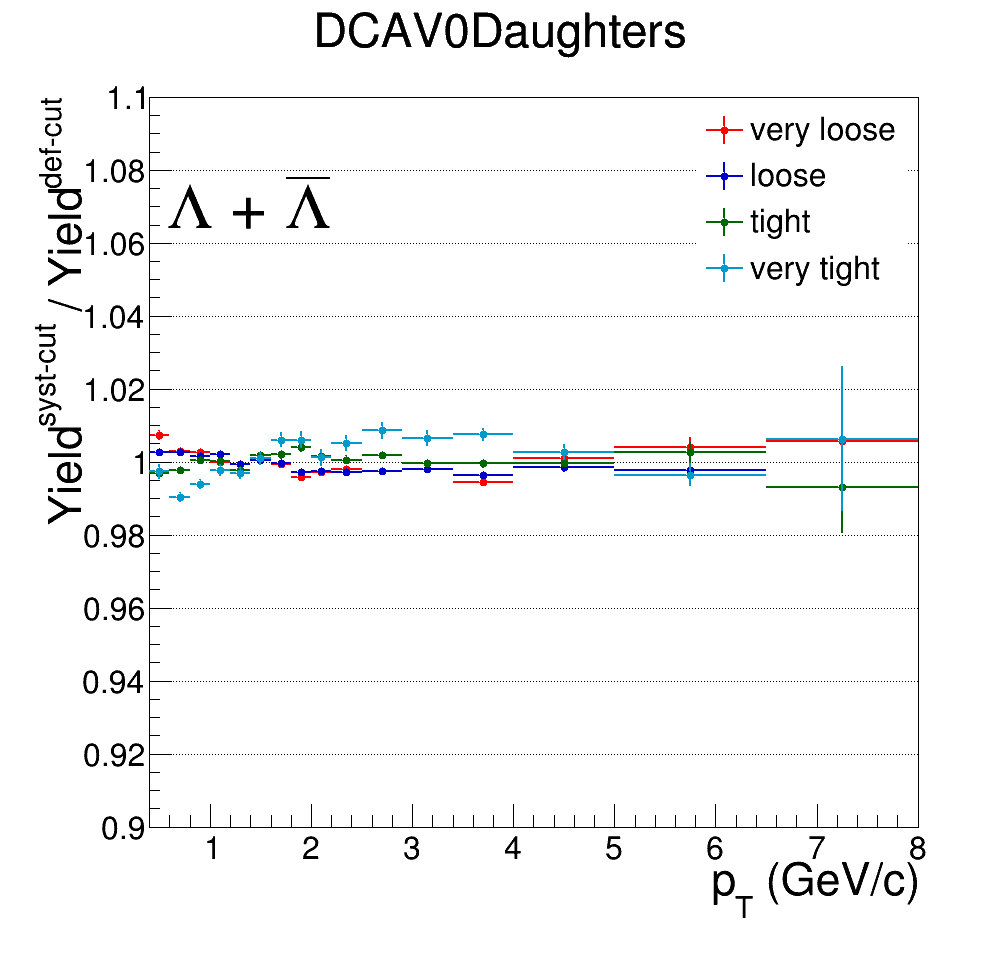 DCAV0Daughters
Yield^syst-cut / Yield^def-cut
1.1
1.08
1.06
1.04
1.02
1
0.98
0.96
0.94
0.92
0.9
Λ + Λ̅
very loose
loose
tight
very tight
1 2 3 4 5 6 7 8
p_T (GeV/c)